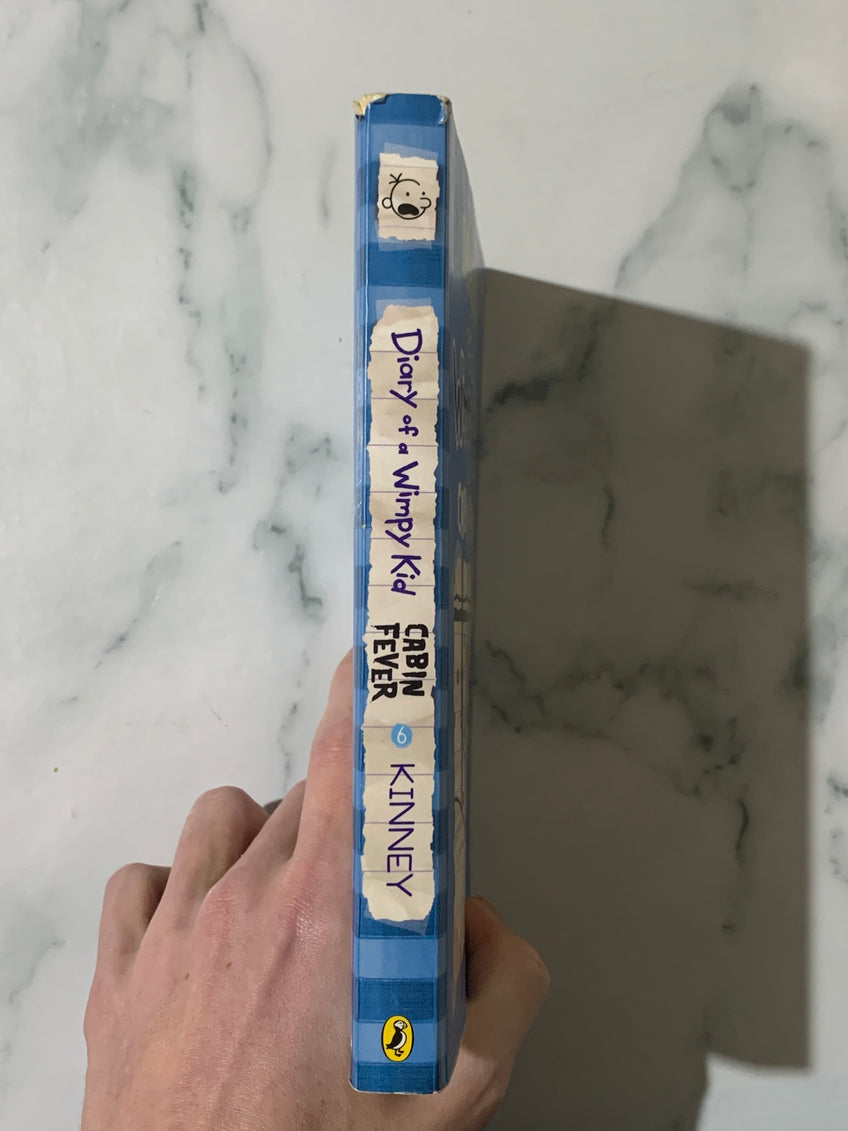 Diary of a Wimpy Kid
CABIN
FEVER
6
KINNEY